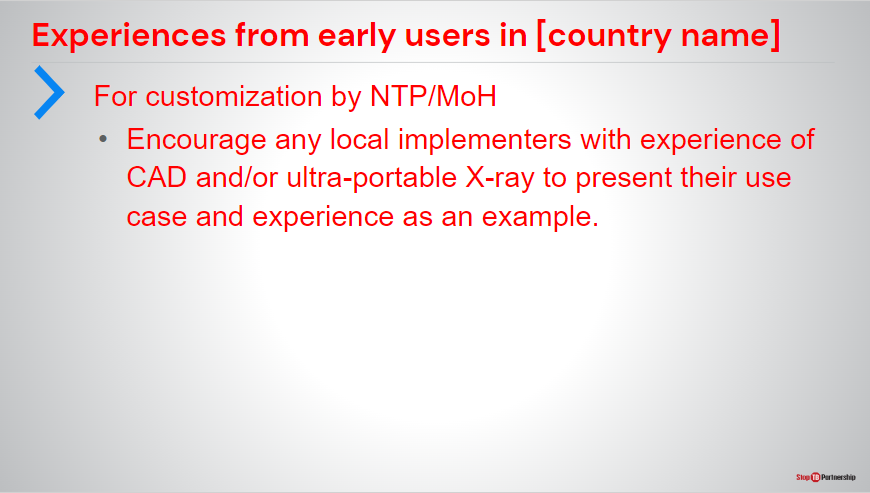 Experiences from early users in [country name]
For customization by NTP/MoH
• Encourage any local implementers with experience of
CAD and/or ultra-portable X-ray to present their use
case and experience as an example.
Stop TB Partnership